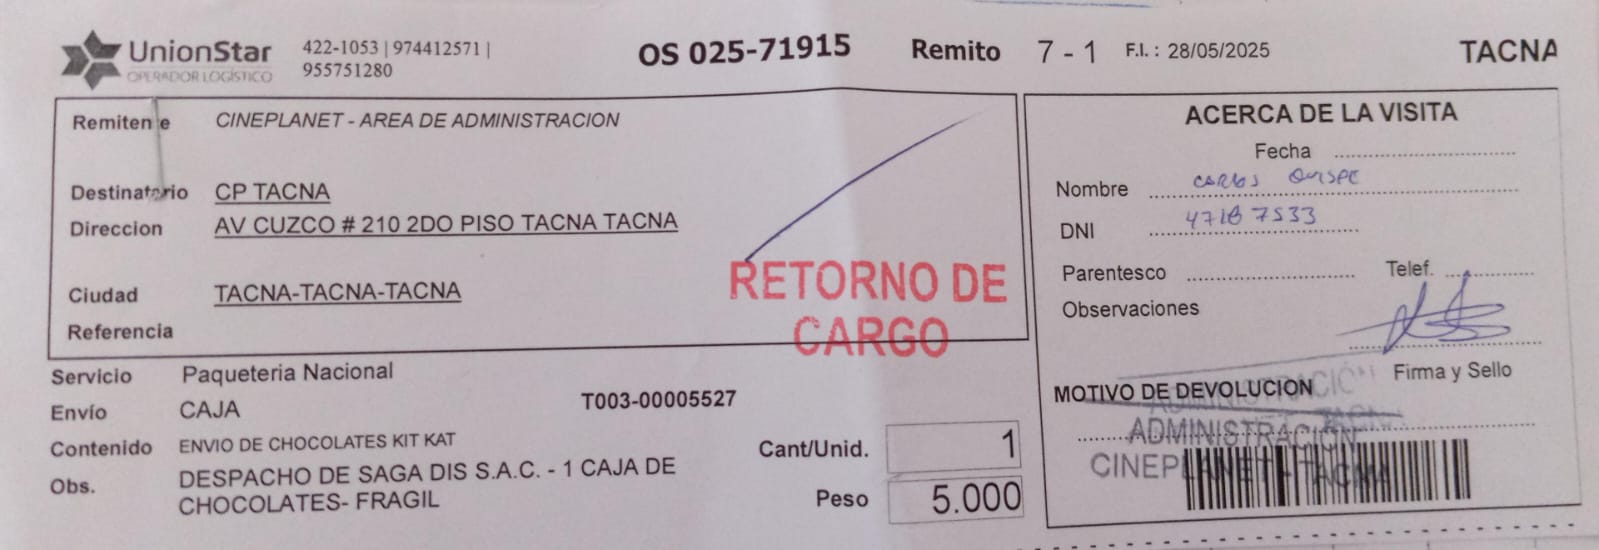 UnionStar
OPERADOR LOGÍSTICO
422-1053 | 974412571 |
955751280
OS 025-71915
Remito 7 - 1 F.I. : 28/05/2025
TACNA
Remitente CINEPLANET - AREA DE ADMINISTRACION
Destinatario CP TACNA
Direccion AV CUZCO # 210 2DO PISO TACNA TACNA
Ciudad TACNA-TACNA-TACNA
Referencia
RETORNO DE
CARGO
Servicio Paqueteria Nacional
Envío CAJA
T003-00005527
Contenido ENVIO DE CHOCOLATES KIT KAT
Obs. DESPACHO DE SAGA DIS S.A.C. - 1 CAJA DE
CHOCOLATES- FRAGIL
Cant/Unid. 1
Peso 5.000
ACERCA DE LA VISITA
Fecha
Nombre CARLOS QUISPE
DNI 47187533
Parentesco Telef.
Observaciones
Firma y Sello
MOTIVO DE DEVOLUCION
ADMINISTRACIÓN
CINEPLANET - TACNA